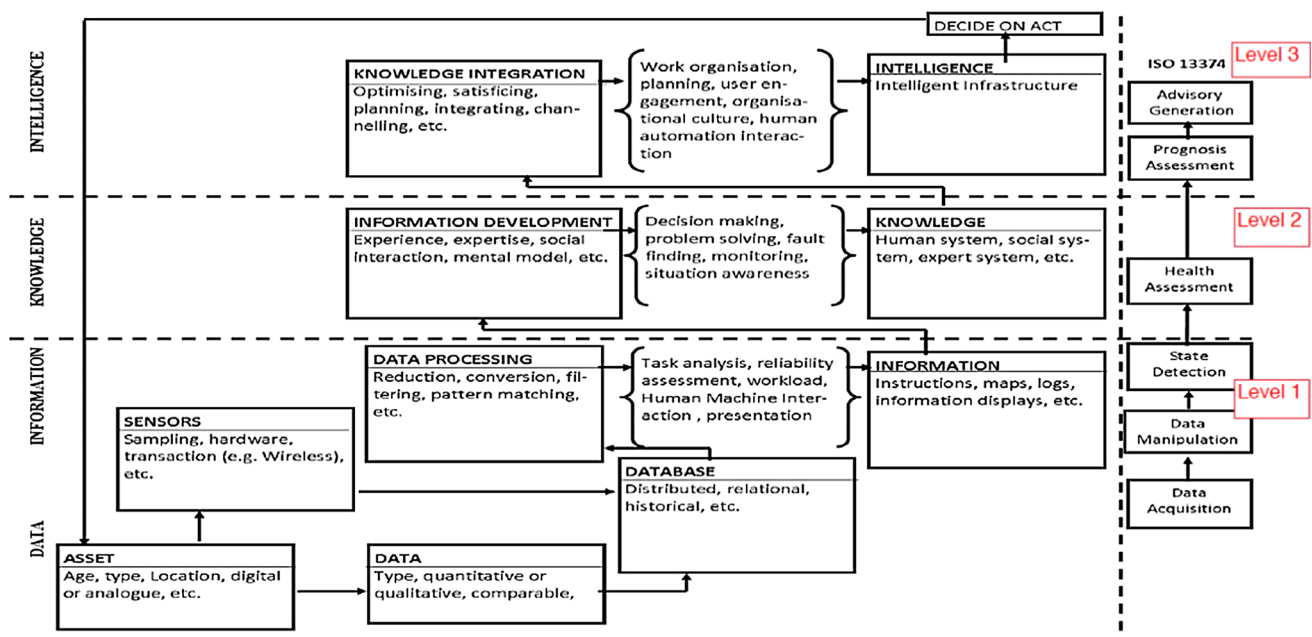 DECIDE ON ACT
INTELLIGENCE
KNOWLEDGE INTEGRATION
Optimising, satisficing,
planning, integrating, chan-
nelling, etc.
Work organisation,
planning, user en-
gagement, organisa-
tional culture, human
automation interac-
tion
INTELLIGENCE
Intelligent Infrastructure
ISO 13374
Level 3
Advisory
Generation
Prognosis
Assessment
KNOWLEDGE
INFORMATION DEVELOPMENT
Experience, expertise, social
interaction, mental model, etc.
Decision making,
problem solving, fault
finding, monitoring,
situation awareness
KNOWLEDGE
Human system, social sys-
tem, expert system, etc.
Level 2
Health
Assessment
INFORMATION
DATA PROCESSING
Reduction, conversion, fil-
tering, pattern matching,
etc.
Task analysis, reliability
assessment, workload,
Human Machine Inter-
action , presentation
INFORMATION
Instructions, maps, logs,
information displays, etc.
State
Detection
Level 1
Data
Manipulation
SENSORS
Sampling, hardware,
transaction (e.g. Wireless),
etc.
DATABASE
Distributed, relational,
historical, etc.
Data
Acquisition
DATA
ASSET
Age, type, Location, digital
or analogue, etc.
DATA
Type, quantitative or
qualitative, comparable,